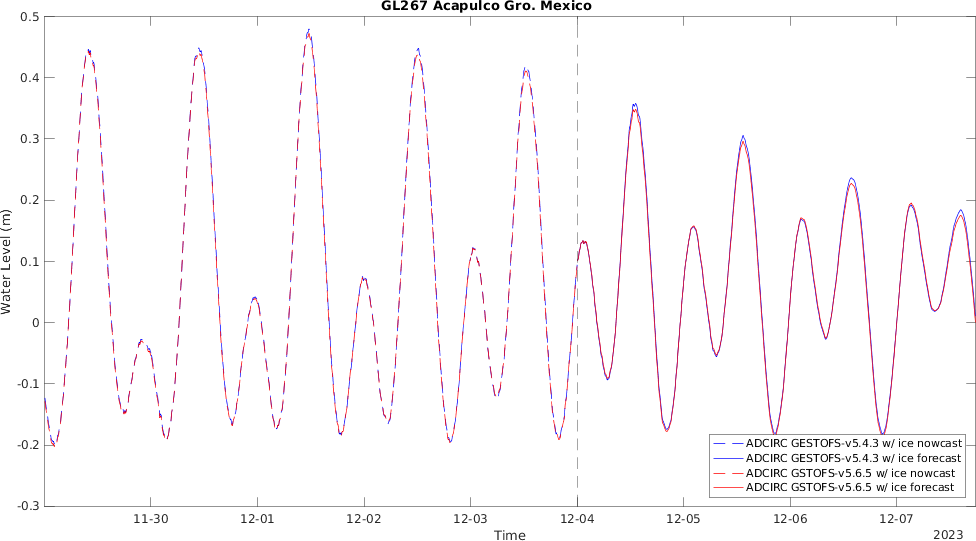 GL267 Acapulco Gro. Mexico
0.5
0.4
0.3
0.2
0.1
0
-0.1
-0.2
-0.3
Water Level (m)
11-30 12-01 12-02 12-03 12-04 12-05 12-06 12-07
Time
2023
ADCIRC GESTOFS-v5.4.3 w/ ice nowcast
ADCIRC GESTOFS-v5.4.3 w/ ice forecast
ADCIRC GSTOFS-v5.6.5 w/ ice nowcast
ADCIRC GSTOFS-v5.6.5 w/ ice forecast